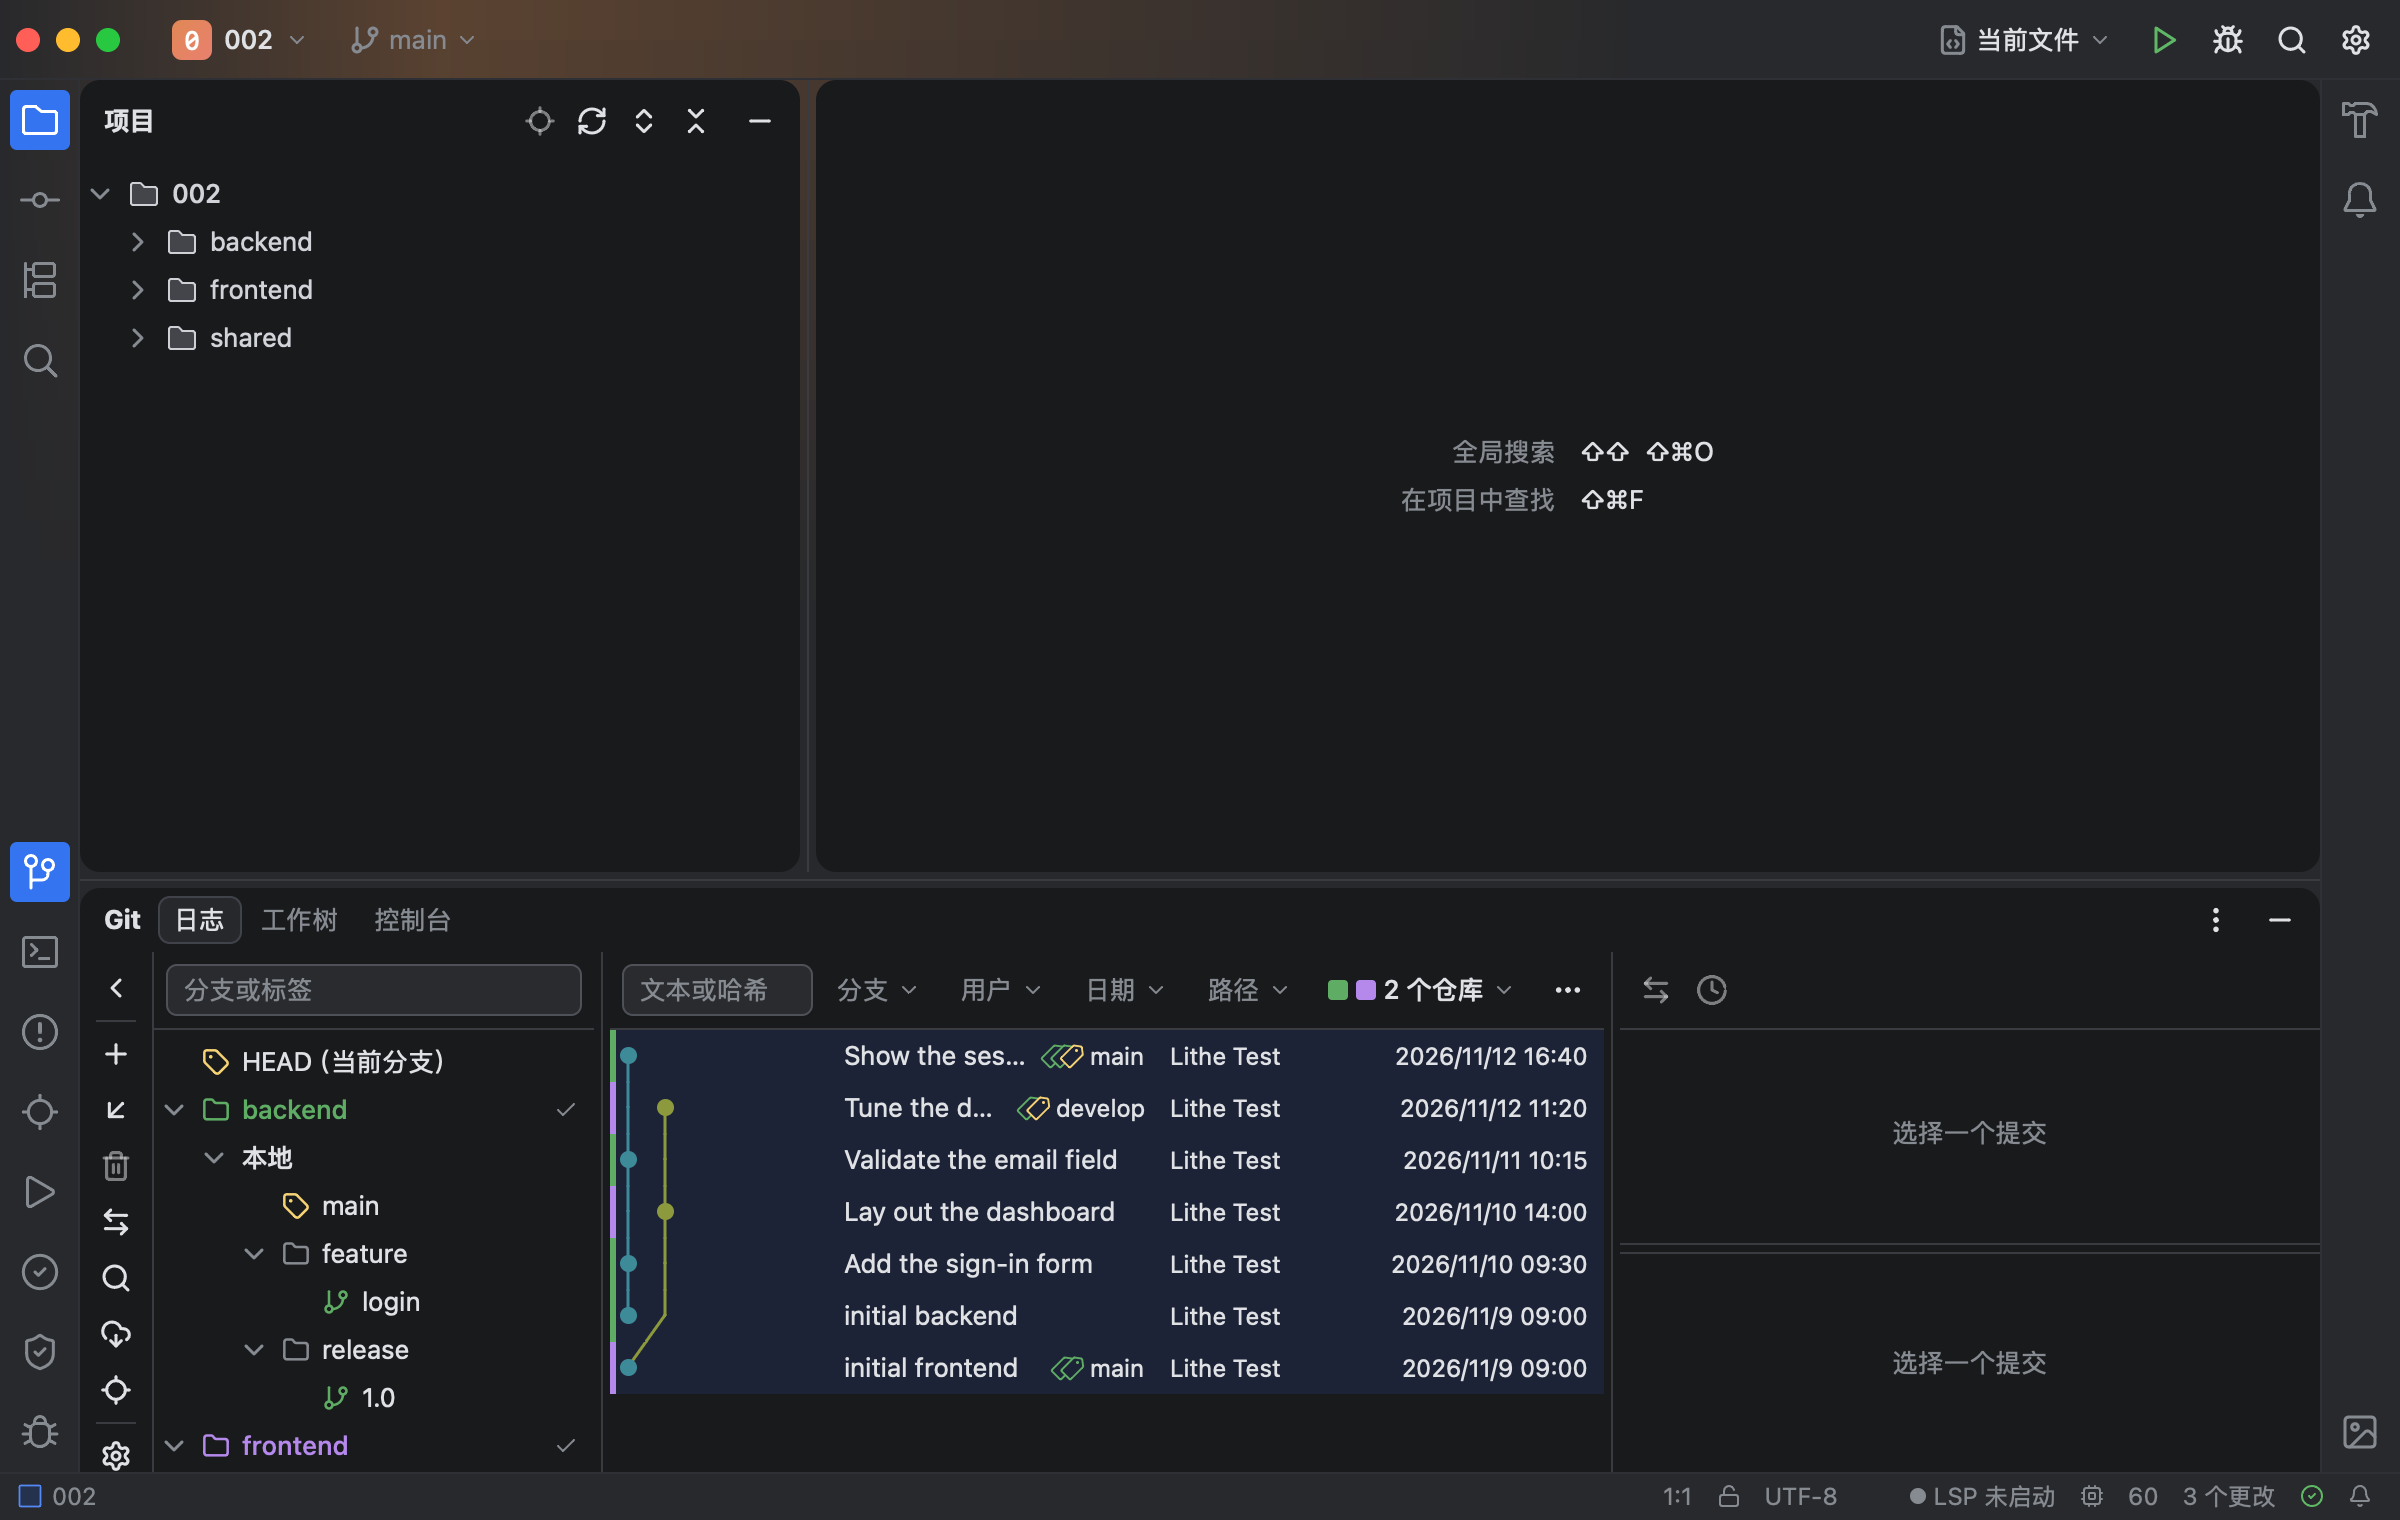 0 002 main 当前文件
项目
002
backend
frontend
shared
全局搜索 ⇧⇧ ⇧⌘O
在项目中查找 ⇧⌘F
Git 日志 工作树 控制台
分支或标签
HEAD (当前分支)
backend
本地
main
feature
login
release
1.0
frontend
文本或哈希 分支 用户 日期 路径 2 个仓库
Show the ses... main Lithe Test 2026/11/12 16:40
Tune the d... develop Lithe Test 2026/11/12 11:20
Validate the email field Lithe Test 2026/11/11 10:15
Lay out the dashboard Lithe Test 2026/11/10 14:00
Add the sign-in form Lithe Test 2026/11/10 09:30
initial backend Lithe Test 2026/11/9 09:00
initial frontend main Lithe Test 2026/11/9 09:00
选择一个提交
选择一个提交
002 1:1 UTF-8 LSP 未启动 60 3 个更改